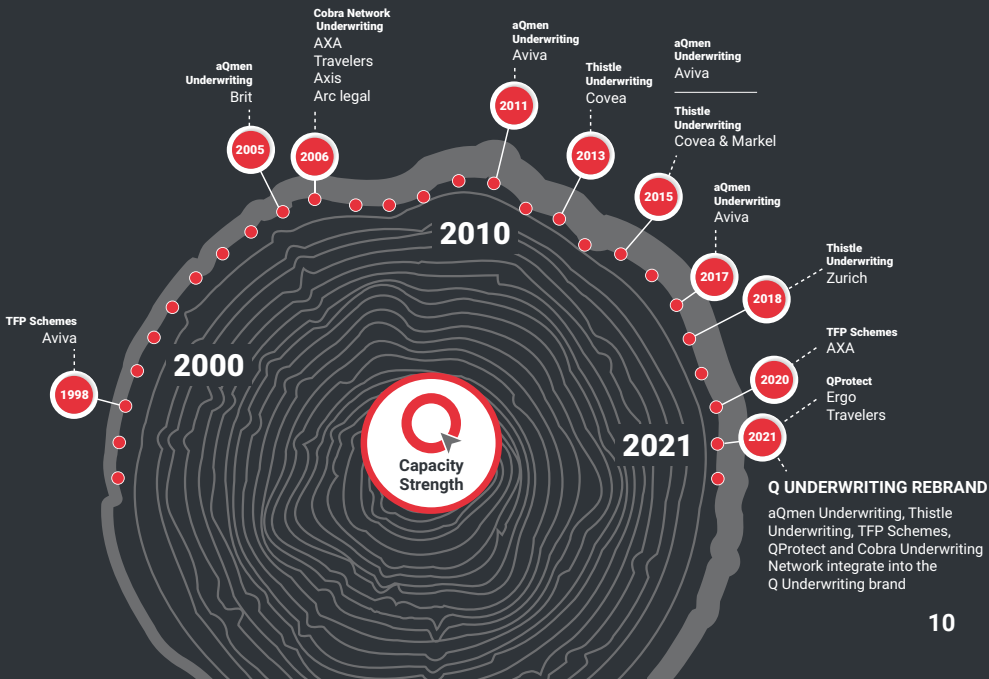 TFP Schemes
Aviva
1998
aQmen
Underwriting
Brit
2005
Cobra Network
Underwriting
AXA
Travelers
Axis
Arc legal
2006
aQmen
Underwriting
Aviva
2011
Thistle
Underwriting
Covea
2013
aQmen
Underwriting
Aviva
Thistle
Underwriting
Covea & Markel
2015
aQmen
Underwriting
Aviva
2017
Thistle
Underwriting
Zurich
2018
TFP Schemes
AXA
2020
QProtect
Ergo
Travelers
2021
2000
2010
2021
Capacity
Strength
Q UNDERWRITING REBRAND
aQmen Underwriting, Thistle
Underwriting, TFP Schemes,
QProtect and Cobra Underwriting
Network integrate into the
Q Underwriting brand
10